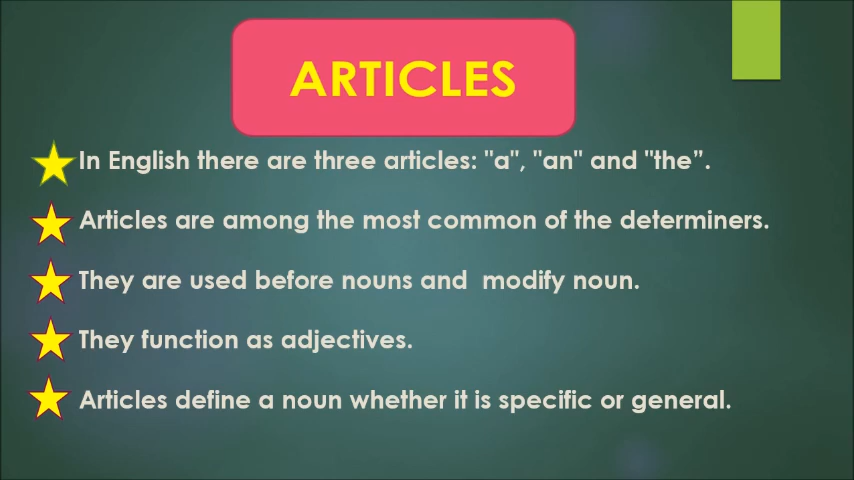 ARTICLES
In English there are three articles: "a", "an" and "the”.
Articles are among the most common of the determiners.
They are used before nouns and  modify noun.
They function as adjectives.
Articles define a noun whether it is specific or general.